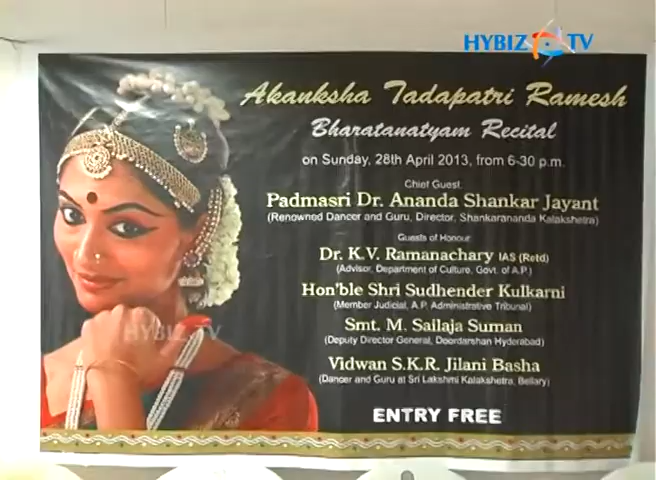 HYBIZ TV
Akanksha Tadapatri Ramesh
Bharatanatyam Recital
on Sunday, 28th April 2013, from 6-30 p.m.
Chief Guest
Padmasri Dr. Ananda Shankar Jayant
(Renowned Dancer and Guru, Director, Shankarananda Kalakshetra)
Guests of Honour
Dr. K.V. Ramanachary IAS (Retd)
(Advisor, Department of Culture, Govt. of A.P.)
Hon'ble Shri Sudhender Kulkarni
(Member Judicial, A.P. Administrative Tribunal)
Smt. M. Sailaja Suman
(Deputy Director General, Doordarshan Hyderabad)
Vidwan S.K.R. Jilani Basha
(Dancer and Guru at Sri Lakshmi Kalakshetra, Bellary)
ENTRY FREE
HYBIZ TV